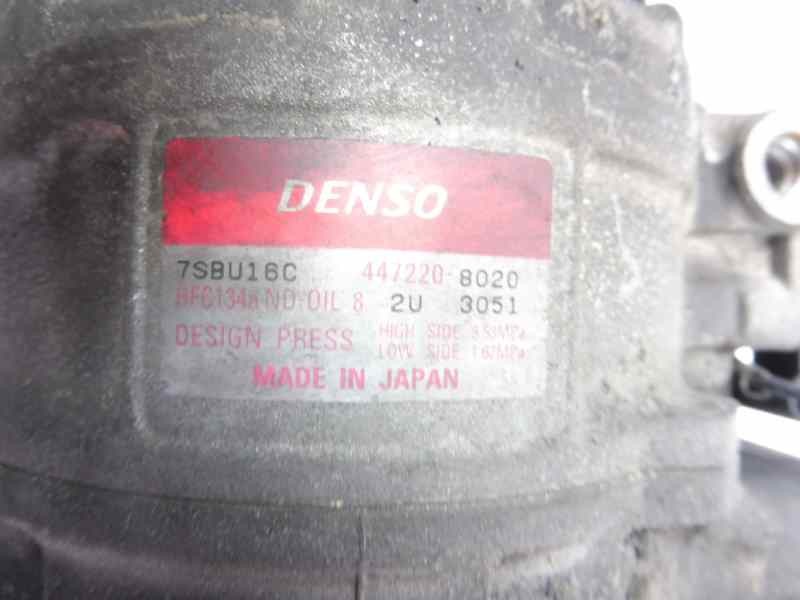 DENSO
7SBU16C 447220-8020
HFC134a ND-OIL 8 2U 3051
DESIGN PRESS HIGH SIDE 3.53MPa
LOW SIDE 1.67MPa
MADE IN JAPAN